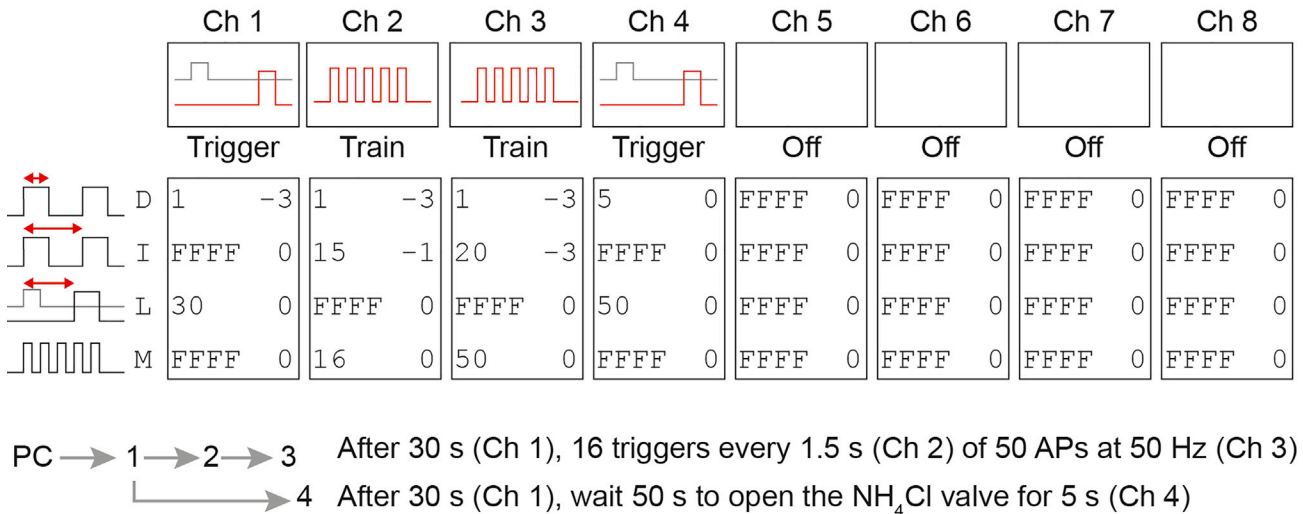 Ch 1 Ch 2 Ch 3 Ch 4 Ch 5 Ch 6 Ch 7 Ch 8
Trigger Train Train Trigger Off Off Off Off
D 1 -3 1 -3 1 -3 5 0 FFFF 0 FFFF 0 FFFF 0 FFFF 0
I FFFF 0 15 -1 20 -3 FFFF 0 FFFF 0 FFFF 0 FFFF 0 FFFF 0
L 30 0 FFFF 0 FFFF 0 50 0 FFFF 0 FFFF 0 FFFF 0 FFFF 0
M FFFF 0 16 0 50 0 FFFF 0 FFFF 0 FFFF 0 FFFF 0 FFFF 0
PC 1 2 3 After 30 s (Ch 1), 16 triggers every 1.5 s (Ch 2) of 50 APs at 50 Hz (Ch 3)
4 After 30 s (Ch 1), wait 50 s to open the NH₄Cl valve for 5 s (Ch 4)